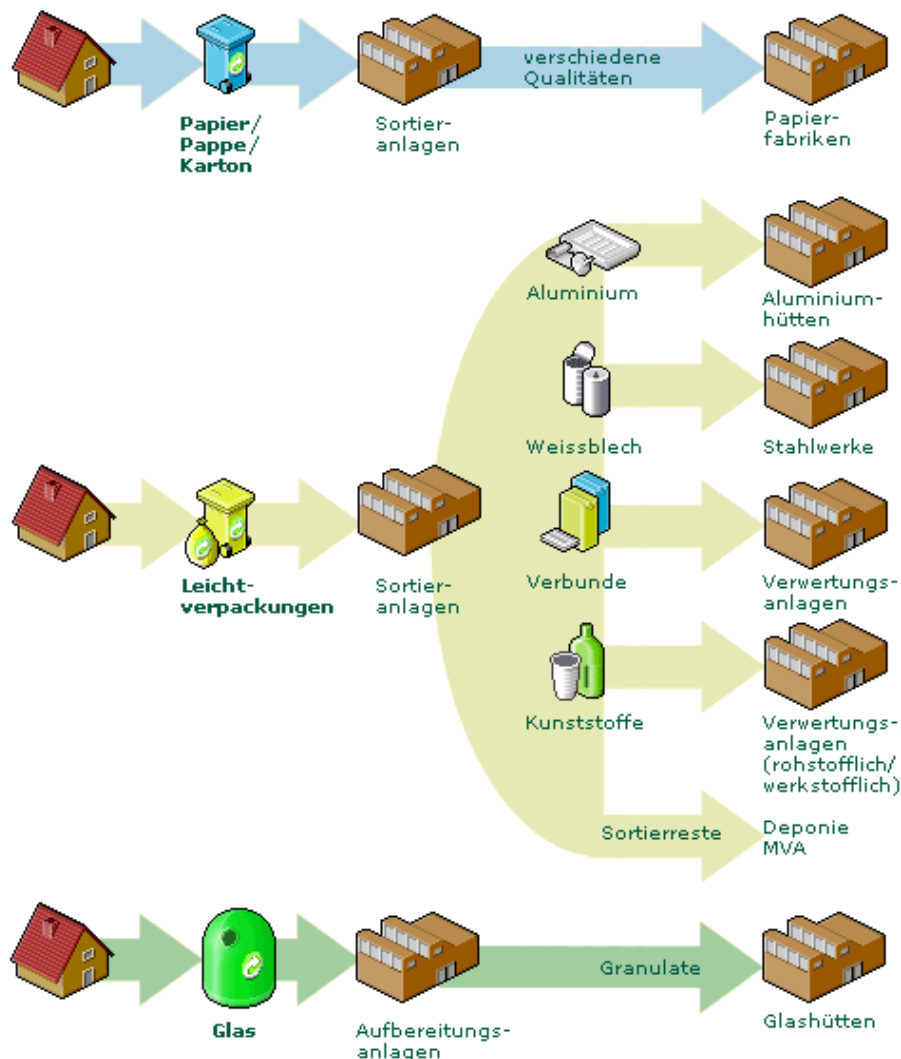 verschiedene
Qualitäten
Papier/
Pappe/
Karton
Sortier-
anlagen
Papier-
fabriken
Aluminium
Aluminium-
hütten
Weissblech
Stahlwerke
Leicht-
verpackungen
Sortier-
anlagen
Verbunde
Verwertungs-
anlagen
Kunststoffe
Verwertungs-
anlagen
(rohstofflich/
werkstofflich)
Sortierreste
Deponie
MVA
Granulate
Glas
Aufbereitungs-
anlagen
Glashütten